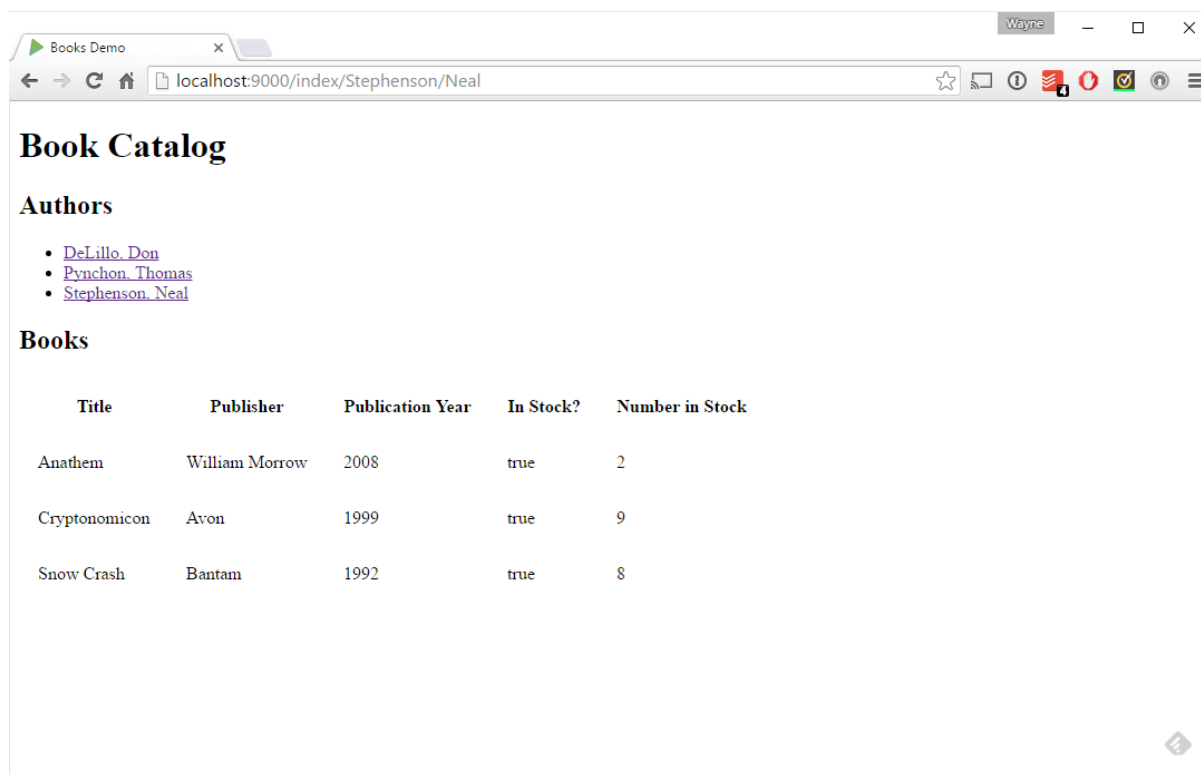 Wayne
Books Demo
localhost:9000/index/Stephenson/Neal
4
Book Catalog
Authors
DeLillo, Don
Pynchon, Thomas
Stephenson, Neal
Books
Title Publisher Publication Year In Stock? Number in Stock
Anathem William Morrow 2008 true 2
Cryptonomicon Avon 1999 true 9
Snow Crash Bantam 1992 true 8